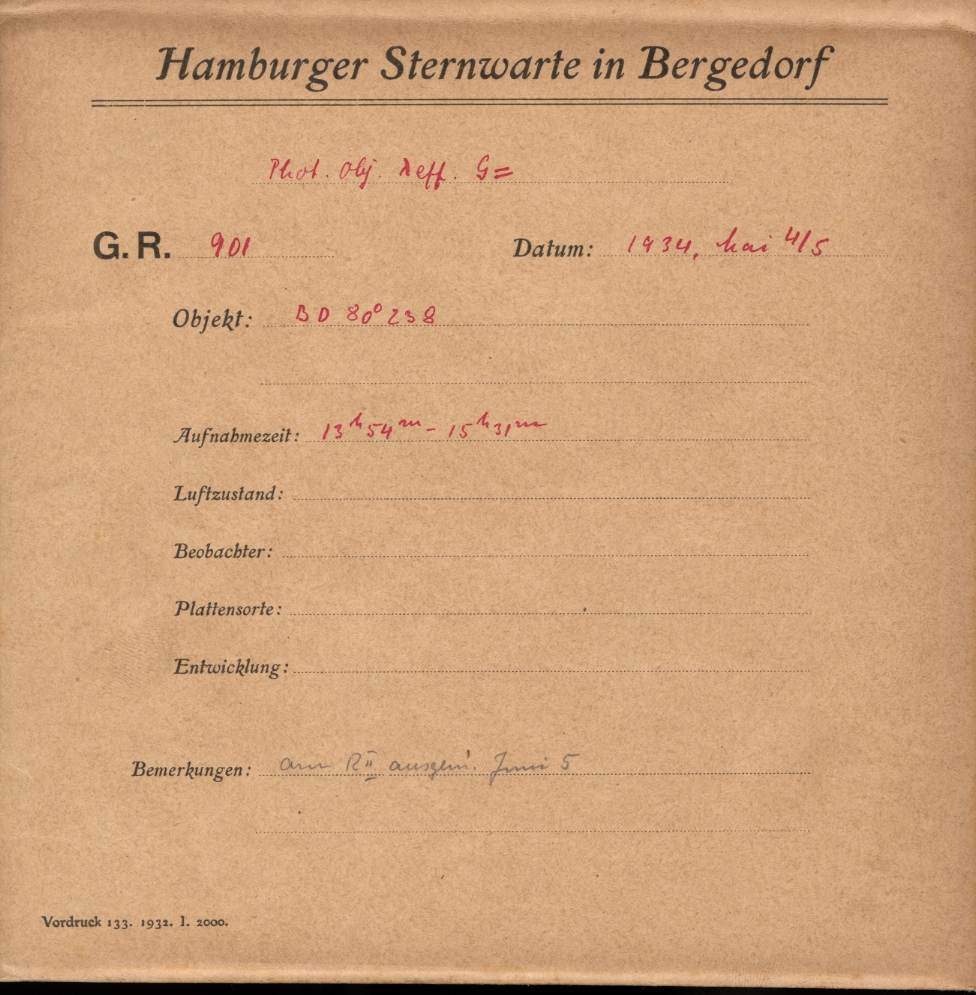 Hamburger Sternwarte in Bergedorf
Phot. Obj. λeff. G=
G. R. 901 Datum: 1934, Mai 4/5
Objekt: BD 80° 238
Aufnahmezeit: 13ʰ54ᵐ - 15ʰ31ᵐ
Luftzustand:
Beobachter:
Plattensorte:
Entwicklung:
Bemerkungen: am RII Juni 5
Vordruck 133. 1932. I. 2000.